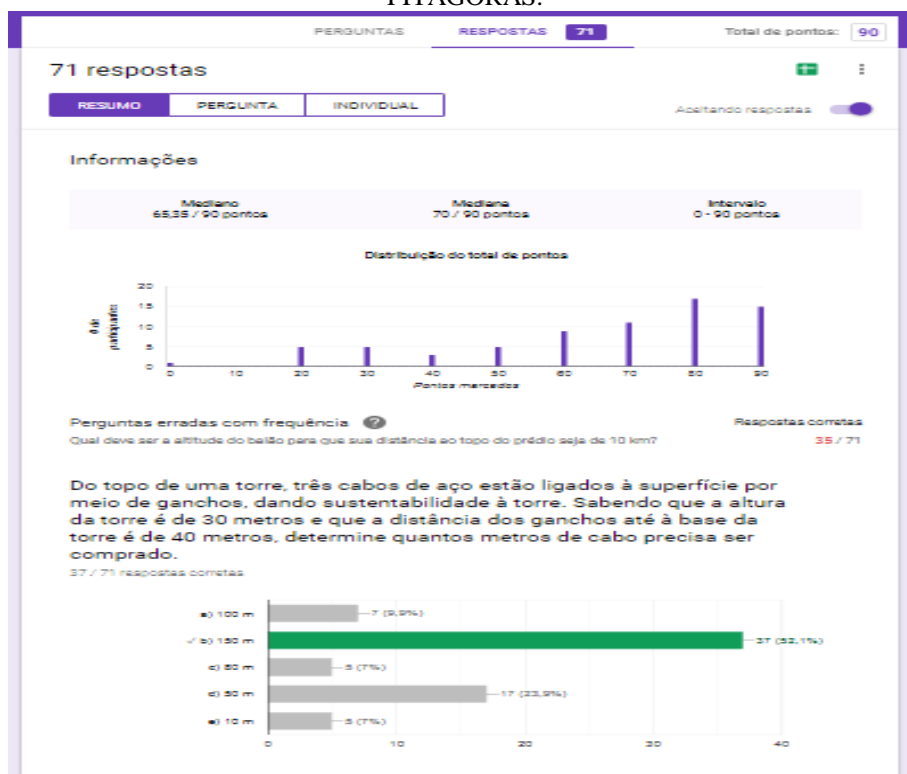 PITÁGORAS.
PERGUNTAS RESPOSTAS 71 Total de pontos: 90
71 respostas
RESUMO PERGUNTA INDIVIDUAL Aceitando respostas
Informações
Mediano Mediana Intervalo
65,35 / 90 pontos 70 / 90 pontos 0 - 90 pontos
Distribuição do total de pontos
# de participantes
20
15
10
5
0
0 10 20 30 40 50 60 70 80 90
Pontos marcados
Perguntas erradas com frequência Respostas corretas
Qual deve ser a altitude do balão para que sua distância ao topo do prédio seja de 10 km? 35 / 71
Do topo de uma torre, três cabos de aço estão ligados à superfície por
meio de ganchos, dando sustentabilidade à torre. Sabendo que a altura
da torre é de 30 metros e que a distância dos ganchos até à base da
torre é de 40 metros, determine quantos metros de cabo precisa ser
comprado.
37 / 71 respostas corretas
a) 100 m 7 (9,9%)
✓ b) 150 m 37 (52,1%)
c) 80 m 5 (7%)
d) 50 m 17 (23,9%)
e) 10 m 5 (7%)
0 10 20 30 40